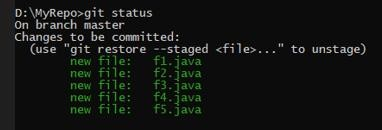 D:\MyRepo>git status
On branch master
Changes to be committed:
  (use "git restore --staged <file>..." to unstage)
        new file:   f1.java
        new file:   f2.java
        new file:   f3.java
        new file:   f4.java
        new file:   f5.java